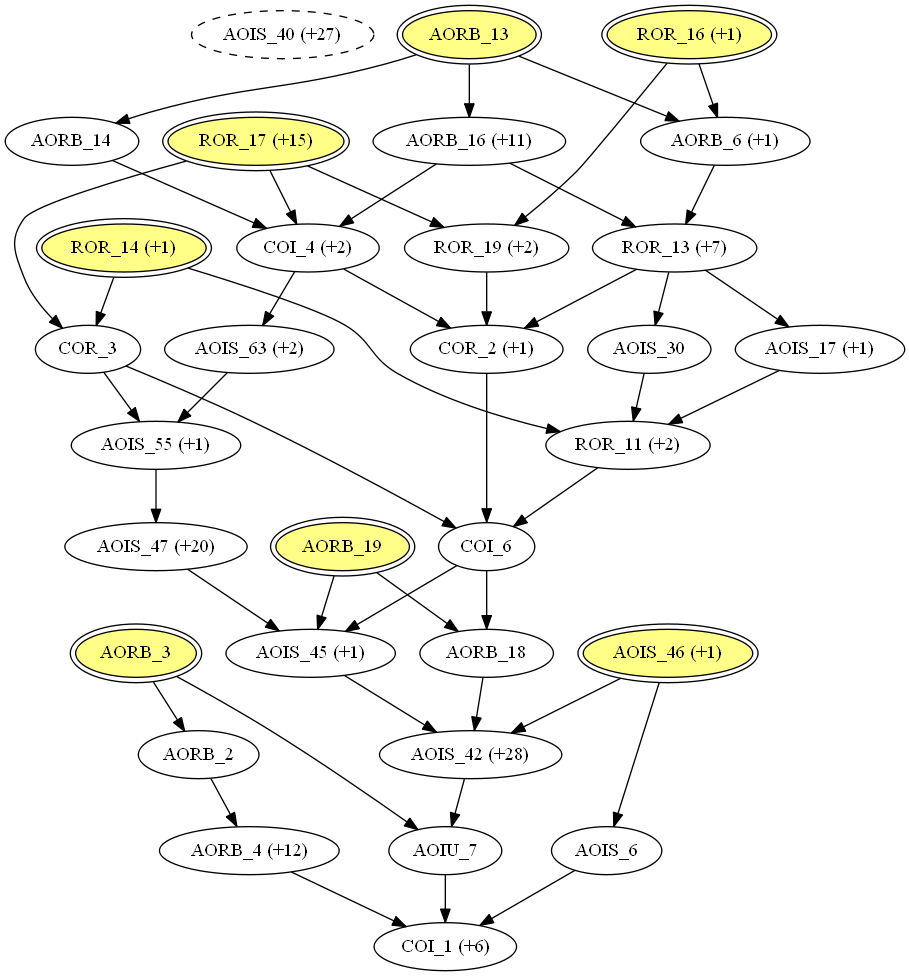 AOIS_40 (+27)
AORB_13
ROR_16 (+1)
AORB_14
ROR_17 (+15)
AORB_16 (+11)
AORB_6 (+1)
ROR_14 (+1)
COI_4 (+2)
ROR_19 (+2)
ROR_13 (+7)
COR_3
AOIS_63 (+2)
COR_2 (+1)
AOIS_30
AOIS_17 (+1)
AOIS_55 (+1)
ROR_11 (+2)
AOIS_47 (+20)
AORB_19
COI_6
AORB_3
AOIS_45 (+1)
AORB_18
AOIS_46 (+1)
AORB_2
AOIS_42 (+28)
AORB_4 (+12)
AOIU_7
AOIS_6
COI_1 (+6)